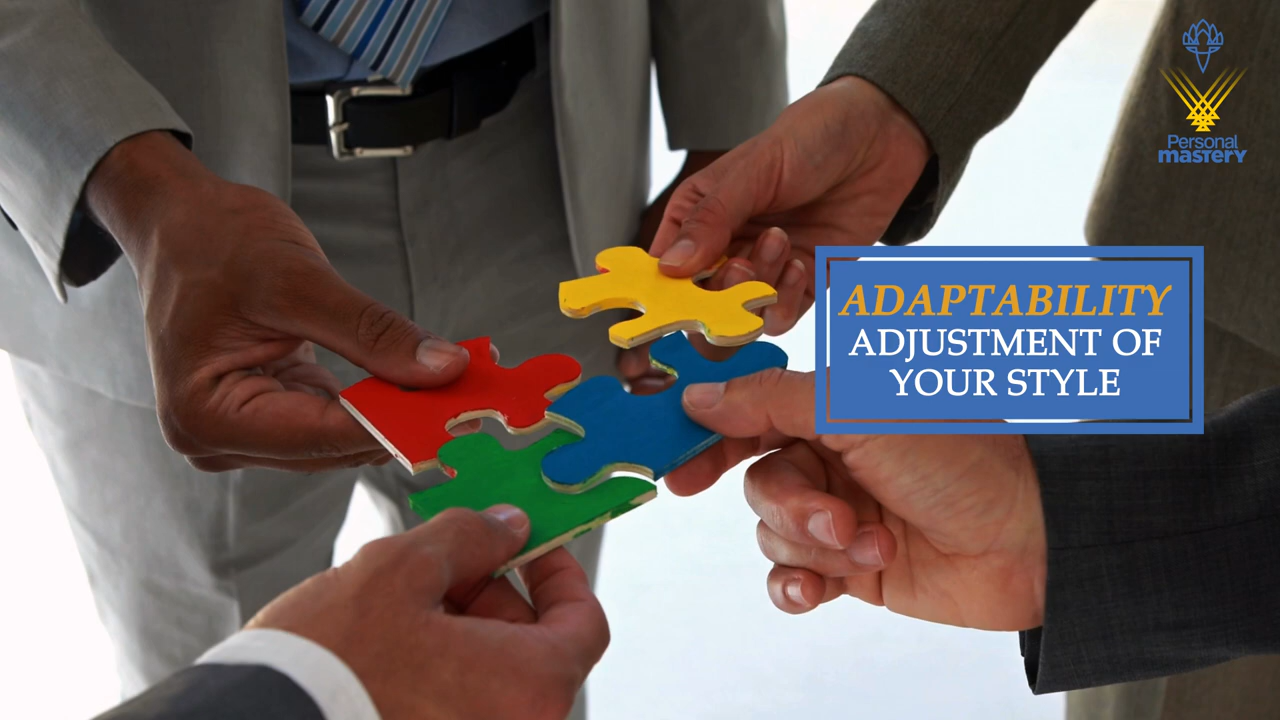 Personal
mastery
ADAPTABILITY
ADJUSTMENT OF
YOUR STYLE